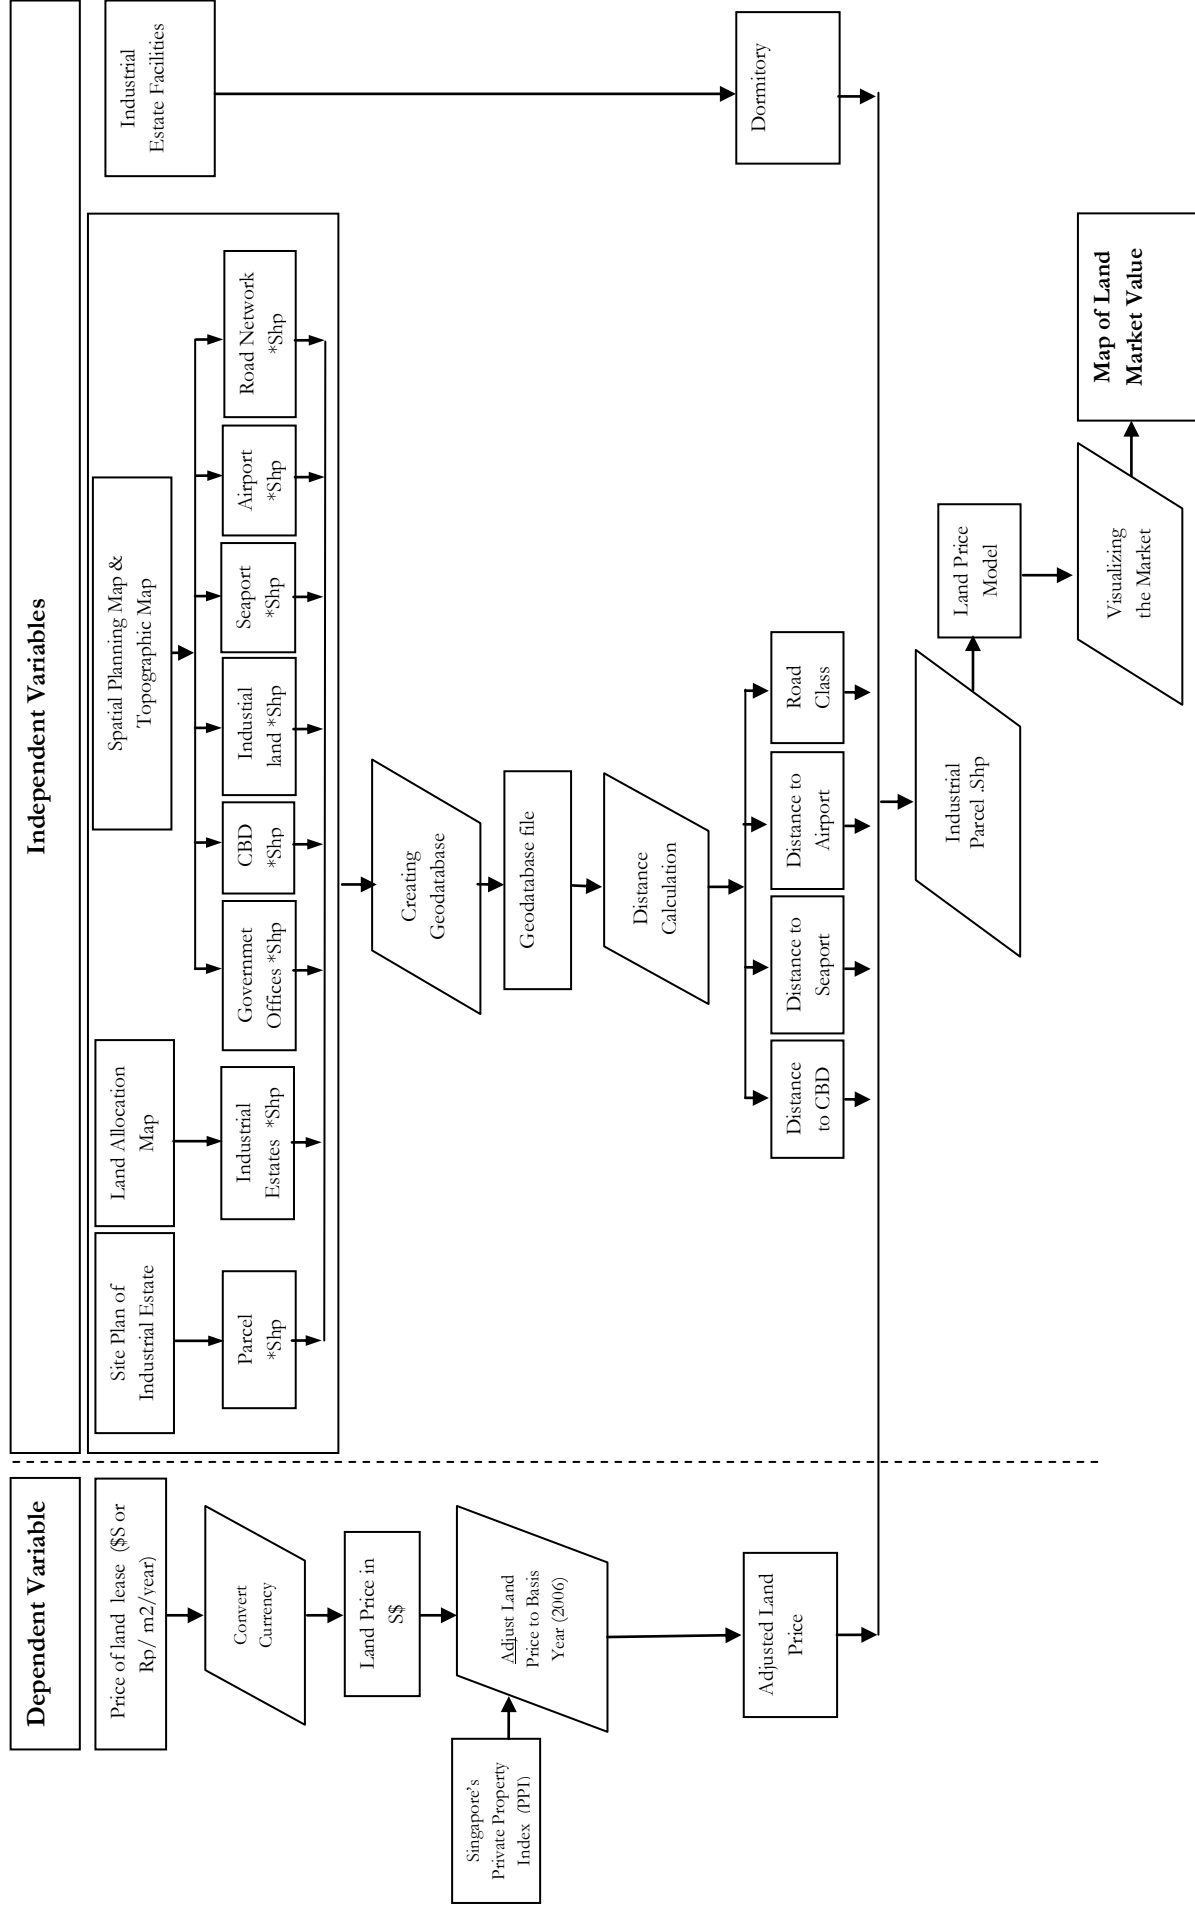 Dependent Variable
Independent Variables
Price of land lease ($S or
Rp/ m2/year)
Site Plan of
Industrial Estate
Land Allocation
Map
Spatial Planning Map &
Topographic Map
Industrial
Estate Facilities
Convert
Currency
Parcel
*Shp
Industrial
Estates *Shp
Governmet
Offices *Shp
CBD
*Shp
Industial
land *Shp
Seaport
*Shp
Airport
*Shp
Road Network
*Shp
Land Price in
S$
Creating
Geodatabase
Singapore's
Private Property
Index (PPI)
Adjust Land
Price to Basis
Year (2006)
Geodatabase file
Distance
Calculation
Adjusted Land
Price
Distance
to CBD
Distance to
Seaport
Distance to
Airport
Road
Class
Dormitory
Industrial
Parcel .Shp
Land Price
Model
Visualizing
the Market
Map of Land
Market Value